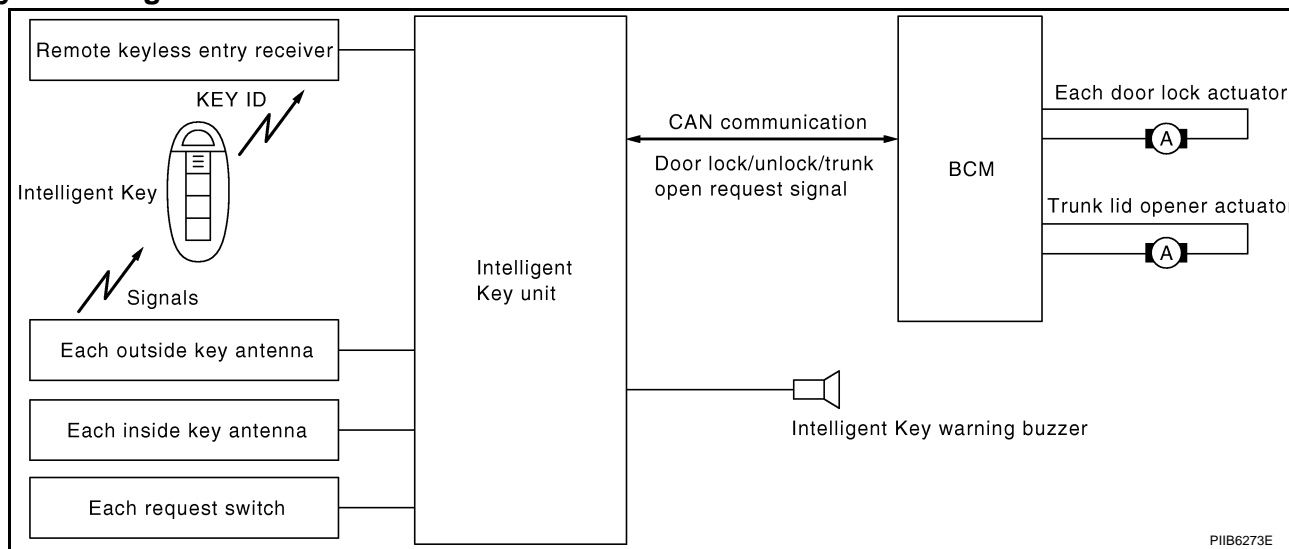 Remote keyless entry receiver
KEY ID
Intelligent Key
Signals
Each outside key antenna
Each inside key antenna
Each request switch
Intelligent
Key unit
CAN communication
Door lock/unlock/trunk
open request signal
Intelligent Key warning buzzer
BCM
Each door lock actuator
A
Trunk lid opener actuator
A
PIIB6273E